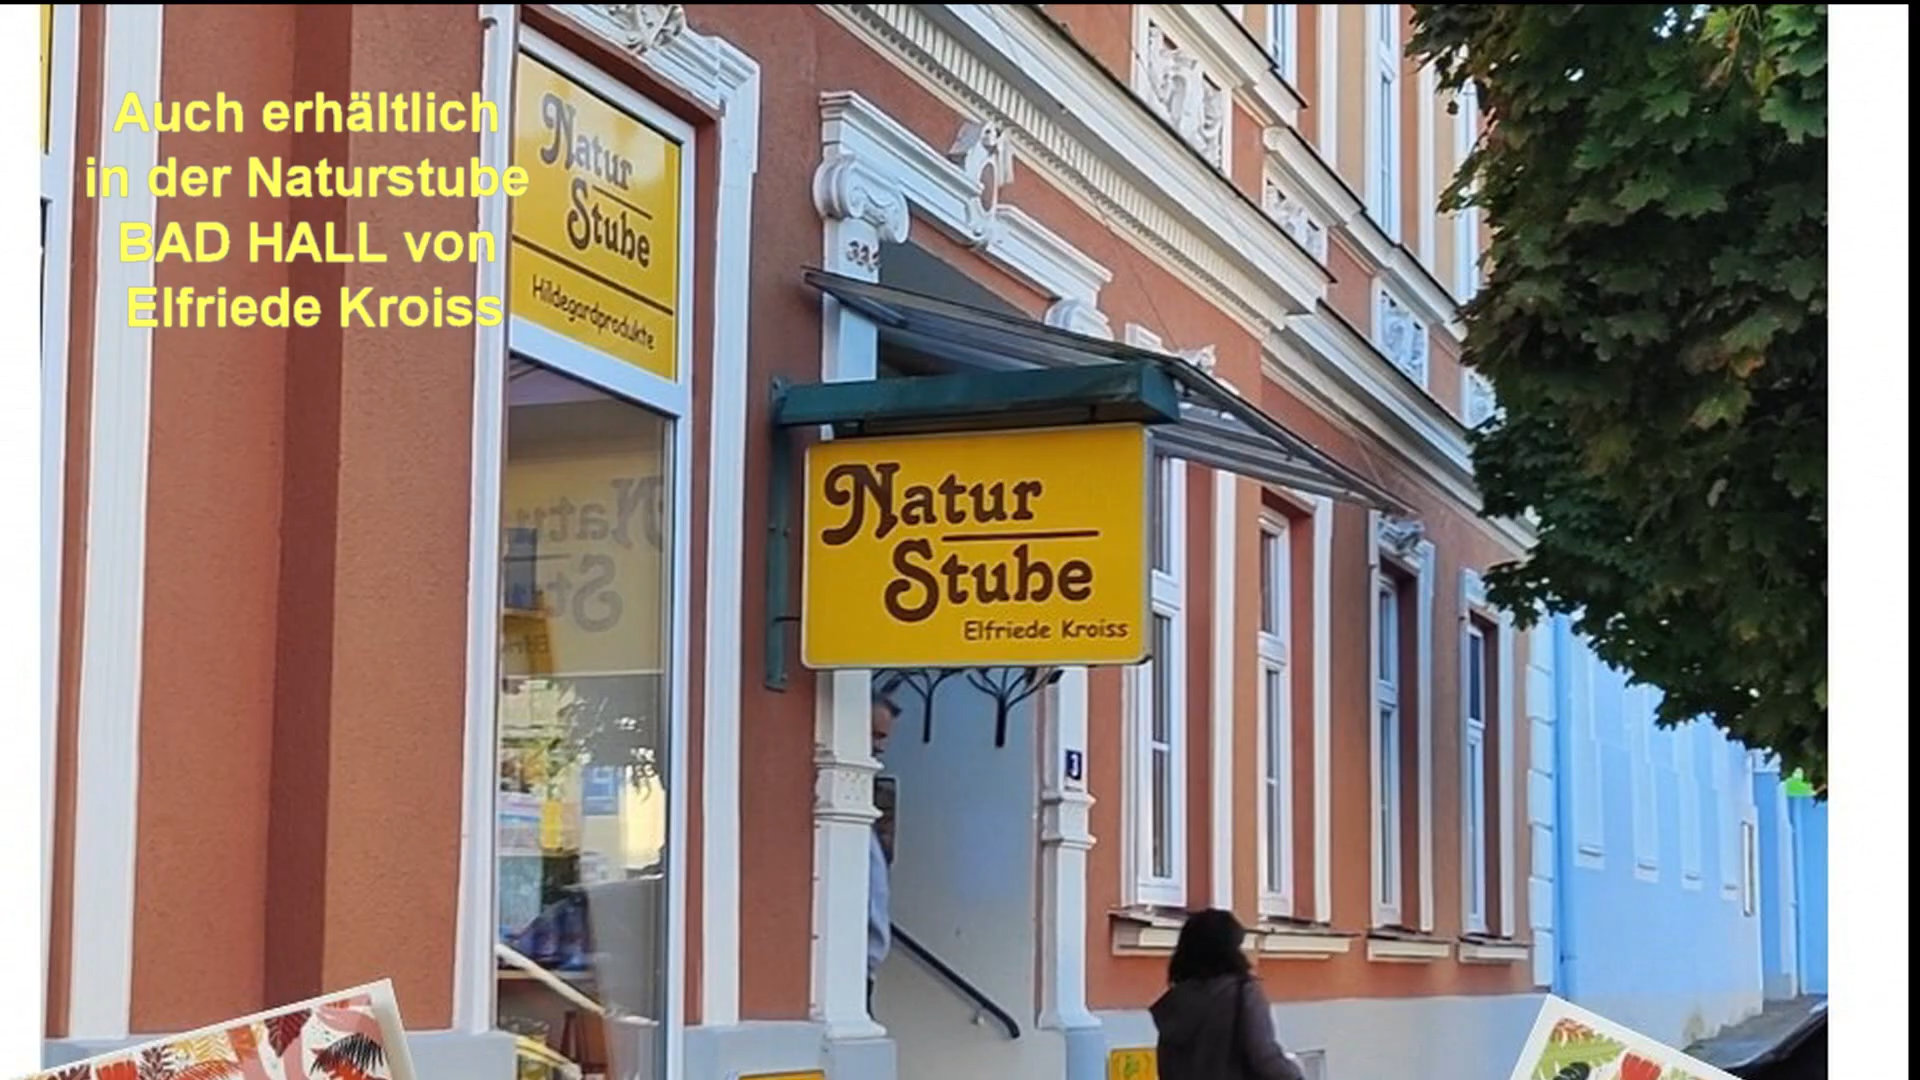 Auch erhältlich
in der Naturstube
BAD HALL von
Elfriede Kroiss
Natur
Stube
Hildegardprodukte
Natur
Stube
Elfriede Kroiss
3